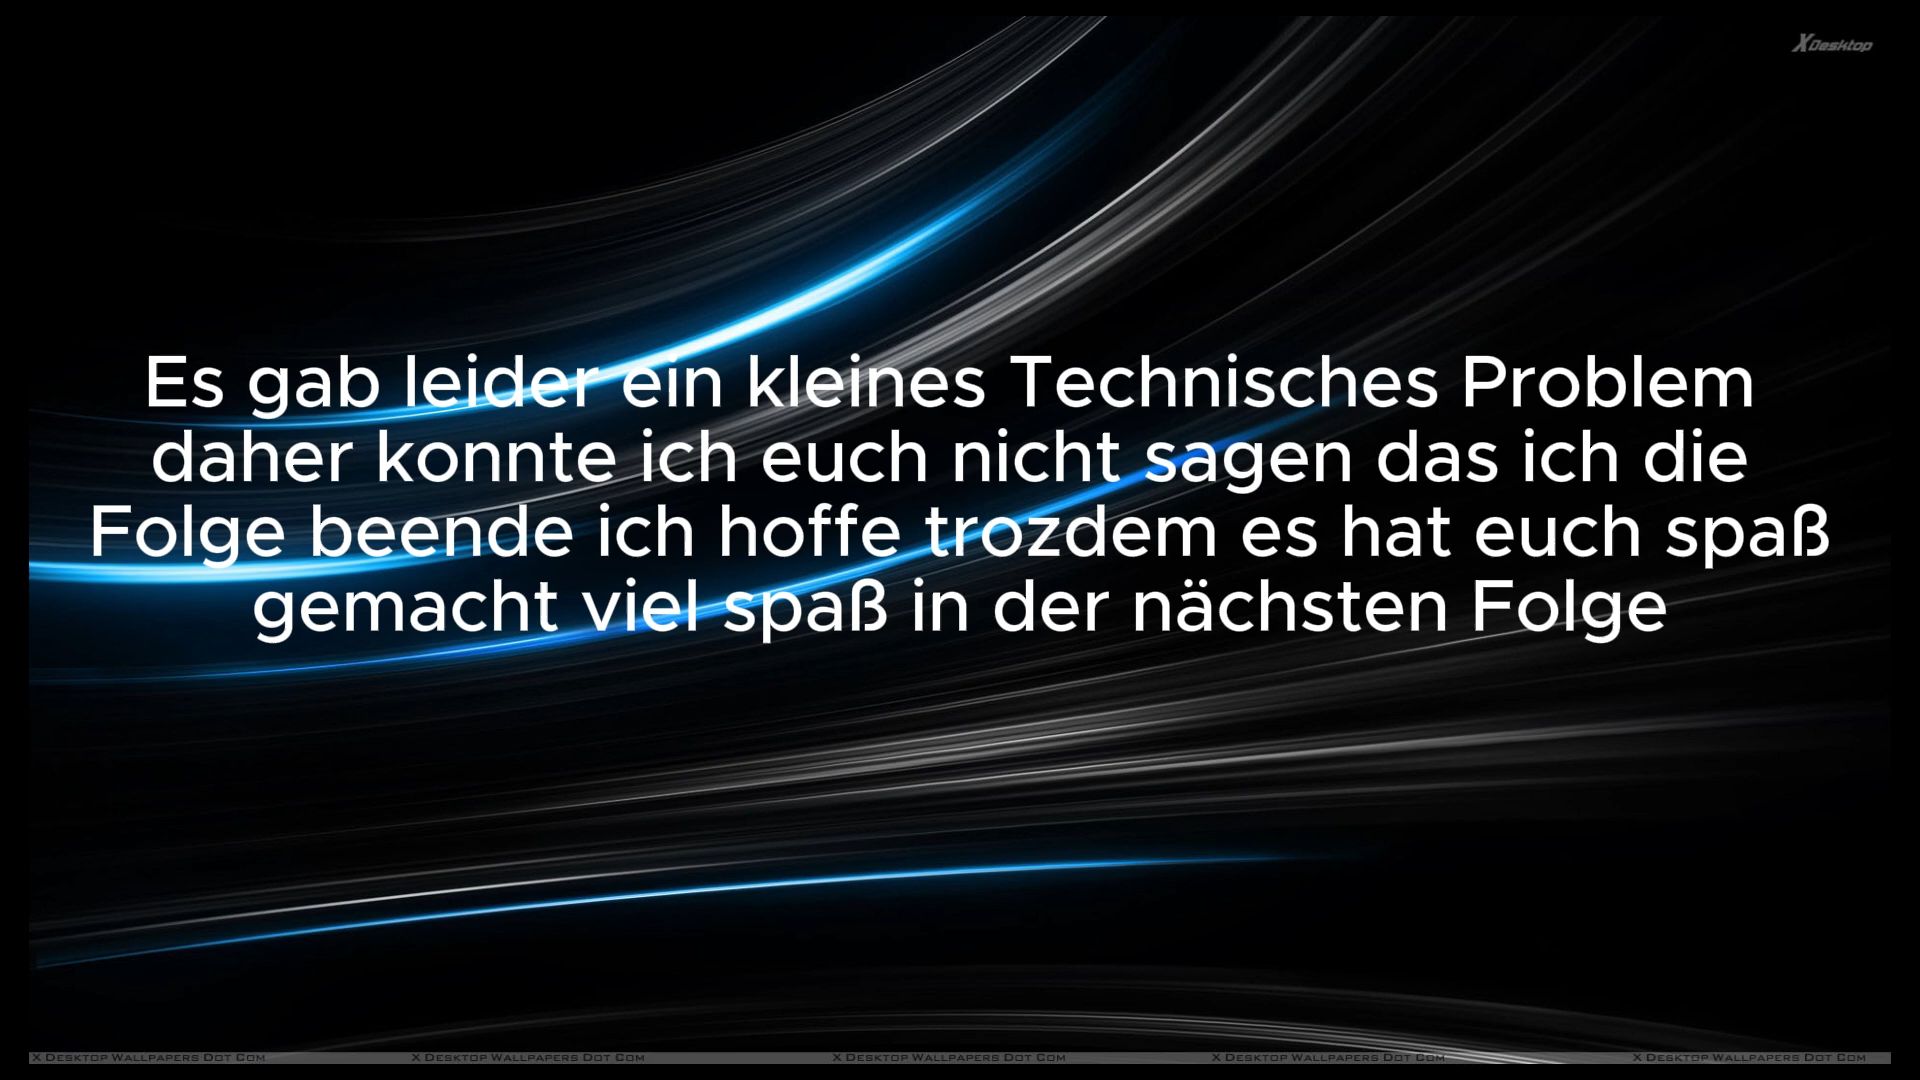 X Desktop
Es gab leider ein kleines Technisches Problem
daher konnte ich euch nicht sagen das ich die
Folge beende ich hoffe trozdem es hat euch spaß
gemacht viel spaß in der nächsten Folge
X Desktop Wallpapers Dot Com X Desktop Wallpapers Dot Com X Desktop Wallpapers Dot Com X Desktop Wallpapers Dot Com X Desktop Wallpapers Dot Com